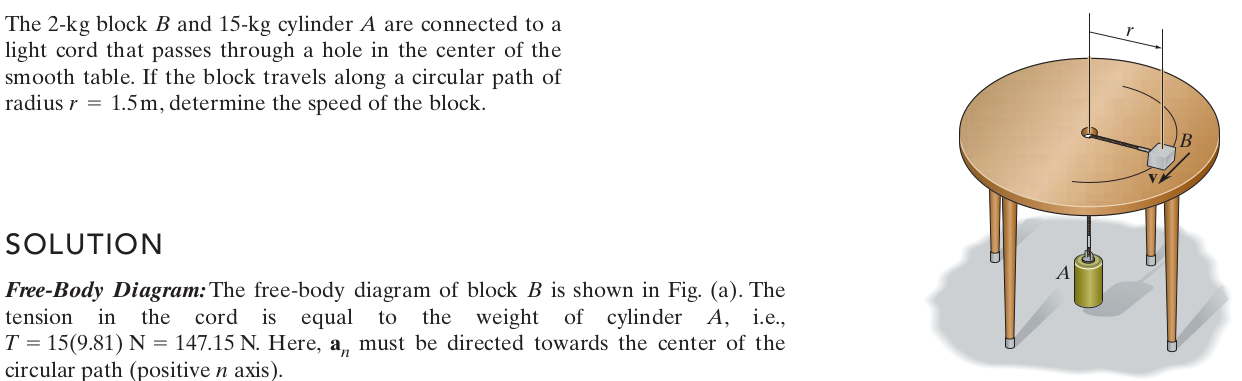 The 2-kg block B and 15-kg cylinder A are connected to a
light cord that passes through a hole in the center of the
smooth table. If the block travels along a circular path of
radius r = 1.5m, determine the speed of the block.
r
B
v
A
SOLUTION
Free-Body Diagram: The free-body diagram of block B is shown in Fig. (a). The
tension in the cord is equal to the weight of cylinder A, i.e.,
T = 15(9.81) N = 147.15 N. Here, aₙ must be directed towards the center of the
circular path (positive n axis).